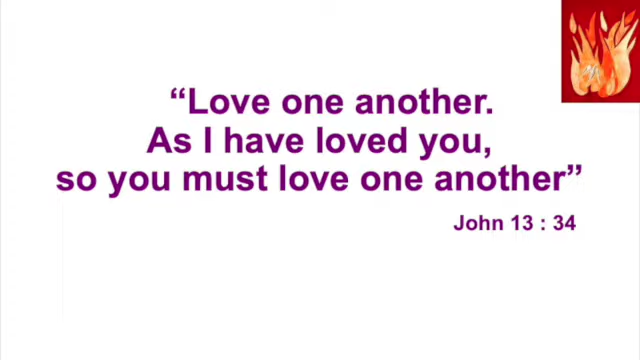 “Love one another.
As I have loved you,
so you must love one another”
John 13 : 34